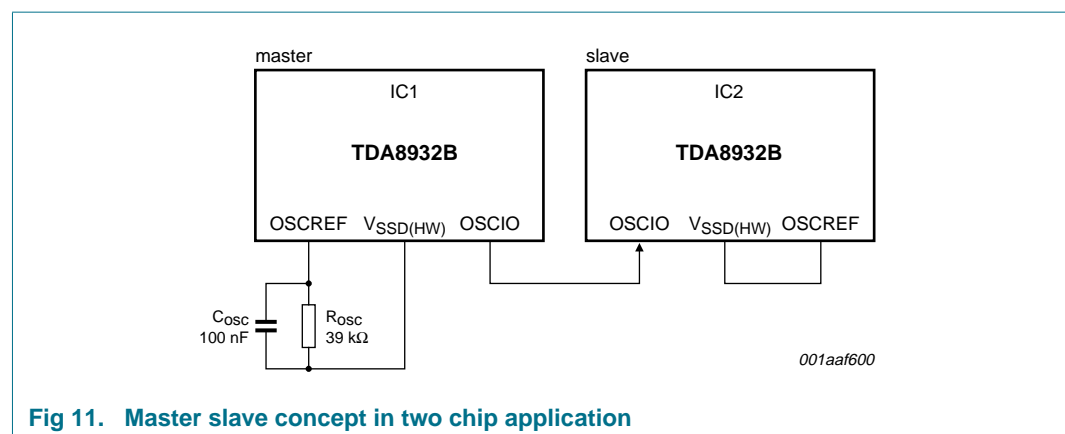 master
slave
IC1
IC2
TDA8932B
TDA8932B
OSCREF VSSD(HW) OSCIO
OSCIO VSSD(HW) OSCREF
Cosc
100 nF
Rosc
39 kΩ
001aaf600
Fig 11. Master slave concept in two chip application